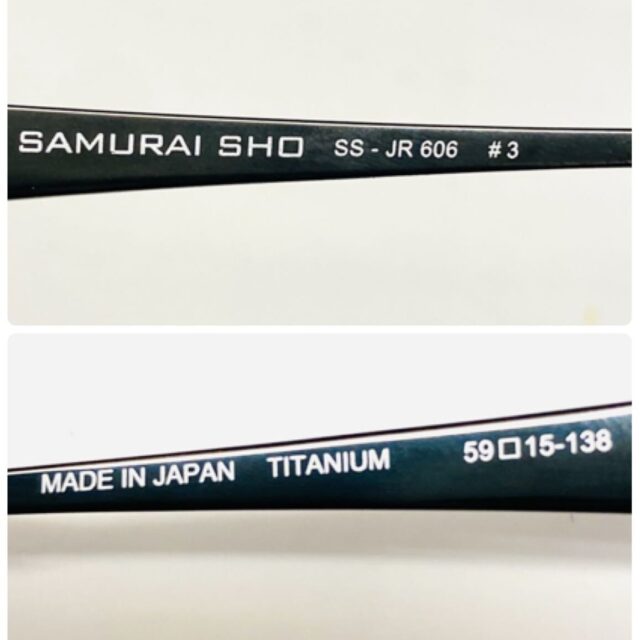 SAMURAI SHO SS - JR 606 #3
MADE IN JAPAN TITANIUM 59□15-138